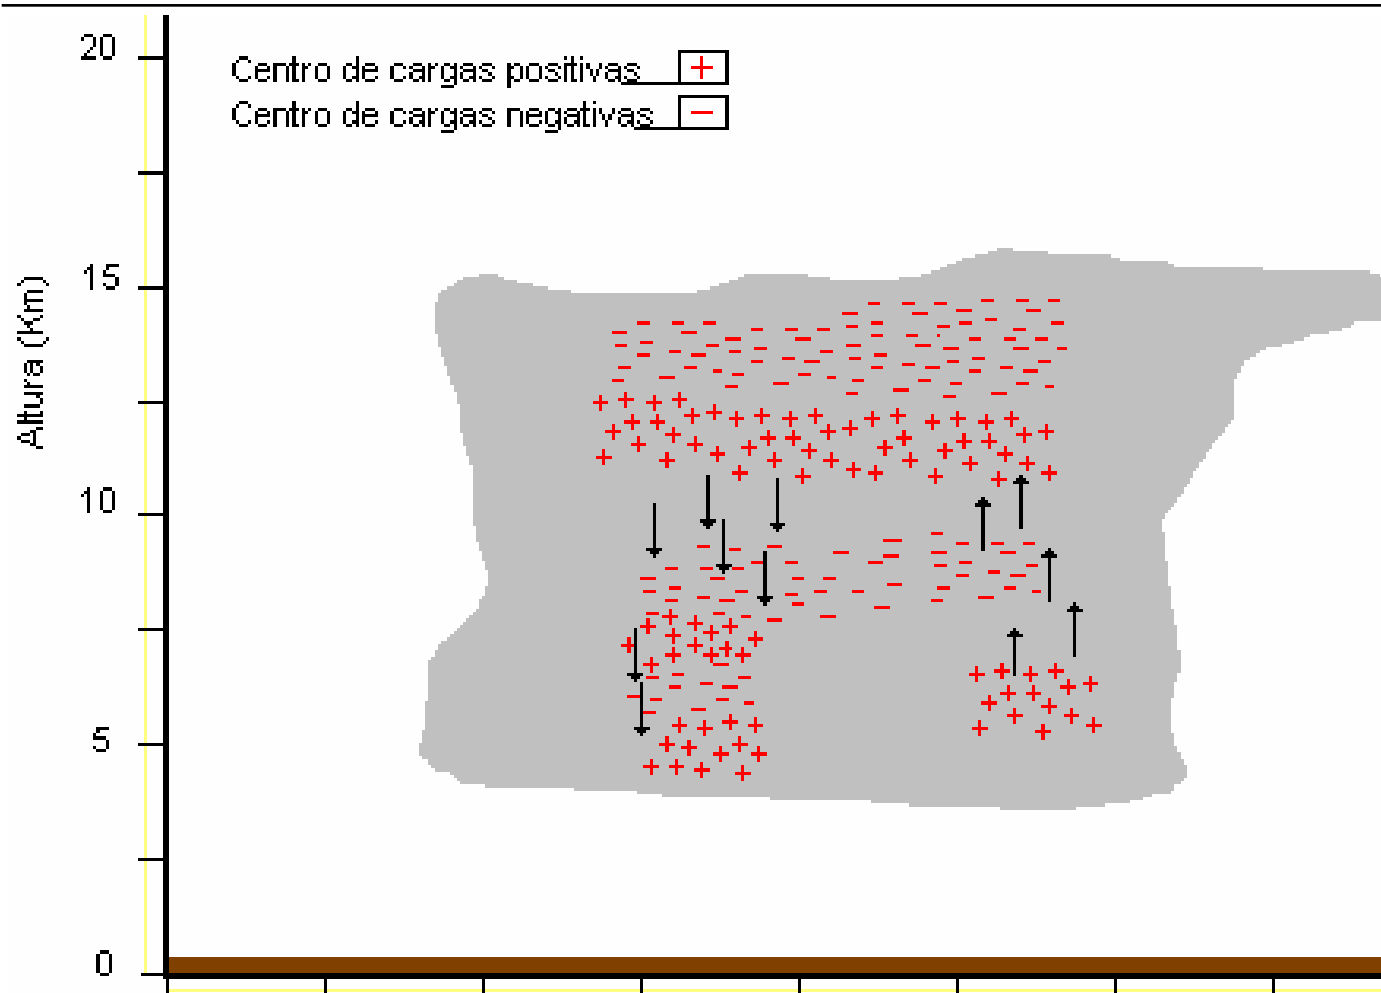 20
Centro de cargas positivas +
Centro de cargas negativas −
15
Altura (Km)
10
5
0